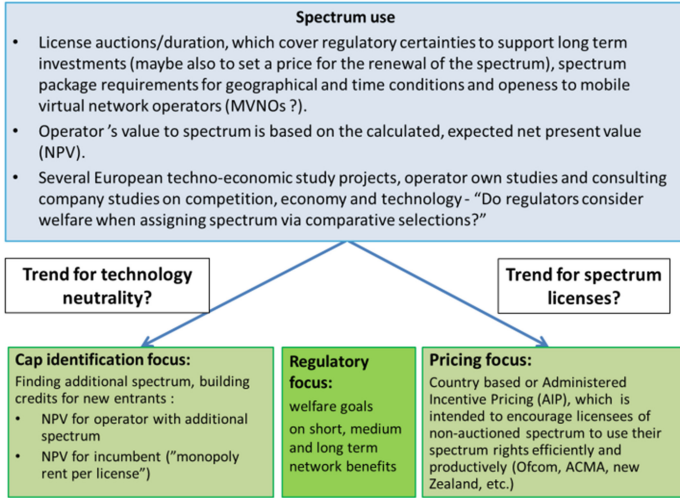 Spectrum use
• License auctions/duration, which cover regulatory certainties to support long term
investments (maybe also to set a price for the renewal of the spectrum), spectrum
package requirements for geographical and time conditions and openess to mobile
virtual network operators (MVNOs ?).
• Operator's value to spectrum is based on the calculated, expected net present value
(NPV).
• Several European techno-economic study projects, operator own studies and consulting
company studies on competition, economy and technology - “Do regulators consider
welfare when assigning spectrum via comparative selections?”
Trend for technology
neutrality?
Trend for spectrum
licenses?
Cap identification focus:
Finding additional spectrum, building
credits for new entrants :
• NPV for operator with additional
spectrum
• NPV for incumbent (”monopoly
rent per license”)
Regulatory
focus:
welfare goals
on short, medium
and long term
network benefits
Pricing focus:
Country based or Administered
Incentive Pricing (AIP), which is
intended to encourage licensees of
non-auctioned spectrum to use their
spectrum rights efficiently and
productively (Ofcom, ACMA, new
Zealand, etc.)